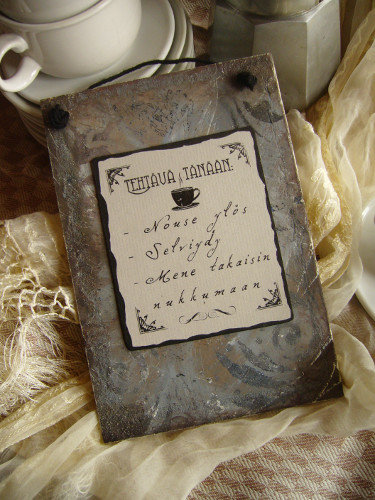 TEHTÄVÄ TÄNÄÄN:
- Nouse ylös
- Selviydy
- Mene takaisin
nukkumaan